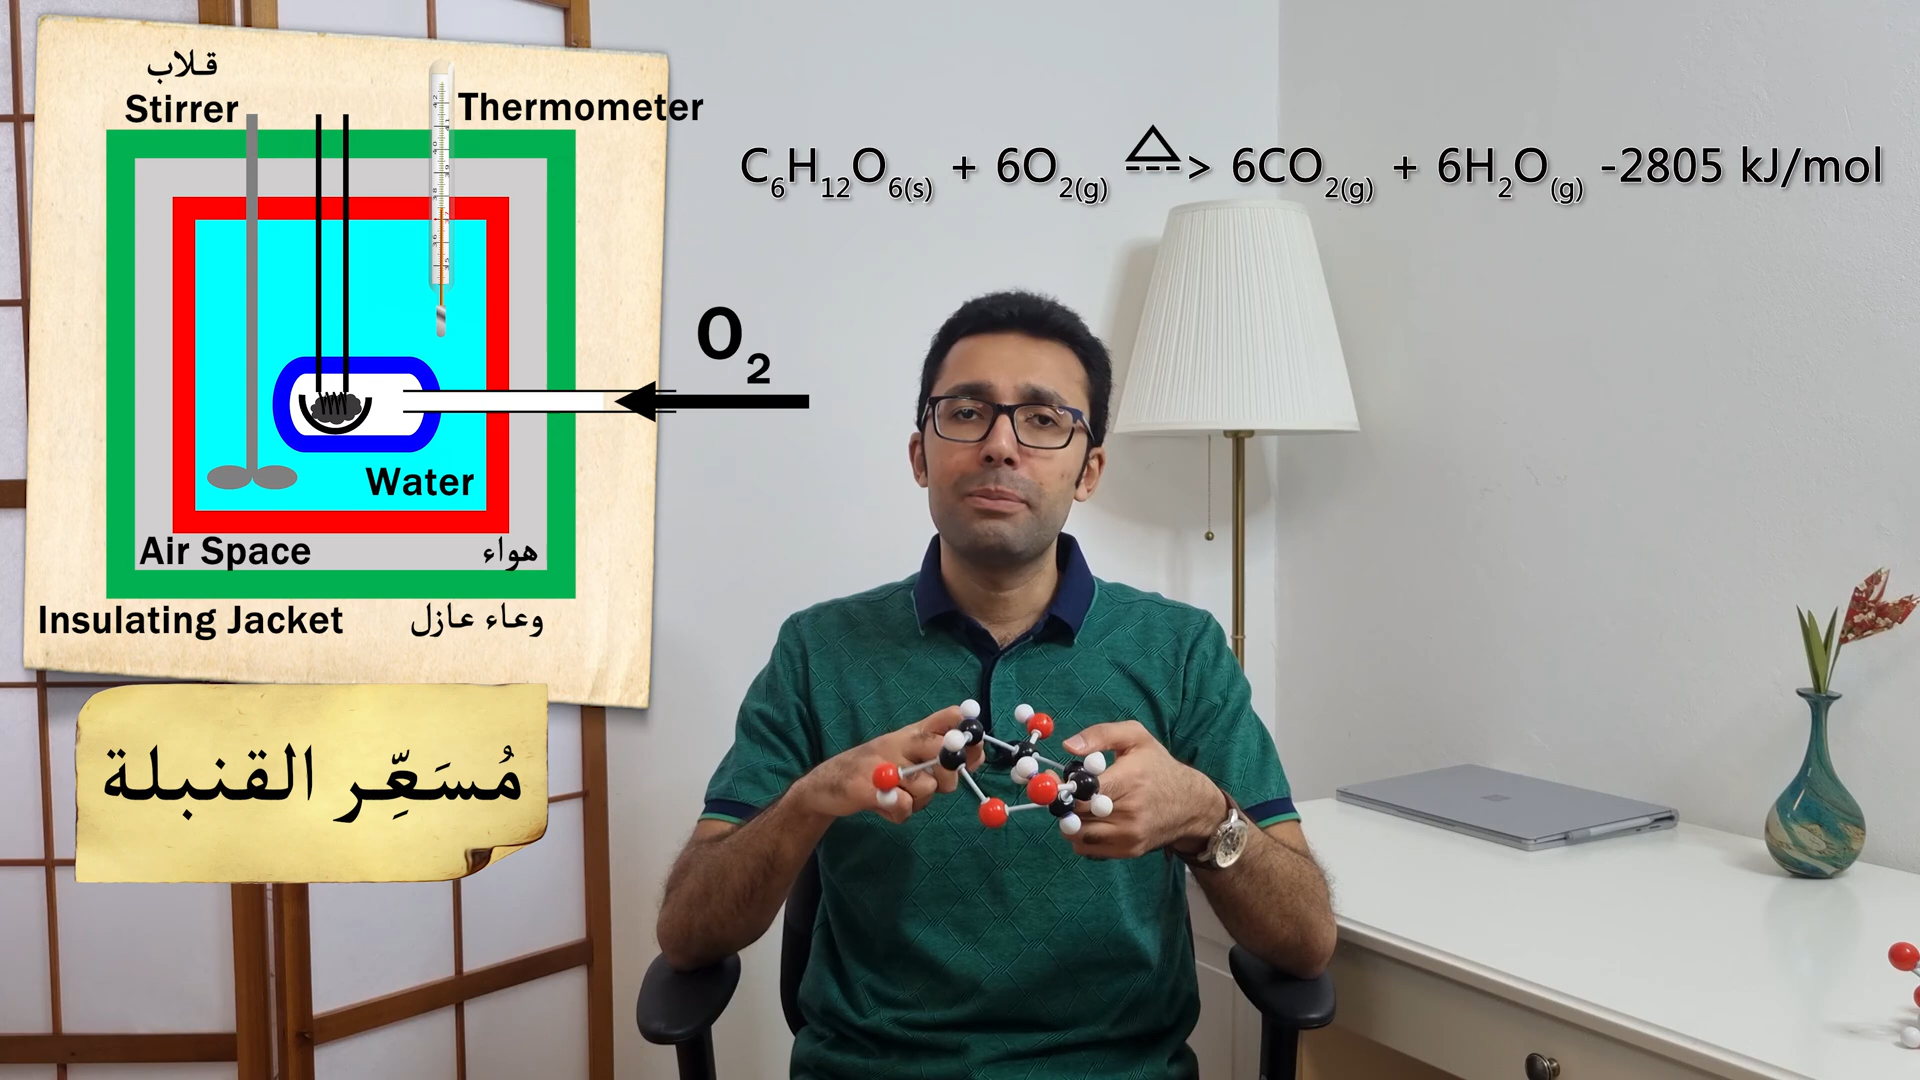 قلاب
Stirrer
Thermometer
C₆H₁₂O₆₍ₛ₎ + 6O₂₍g₎ Δ ---> 6CO₂₍g₎ + 6H₂O₍g₎ -2805 kJ/mol
O₂
Water
Air Space هواء
Insulating Jacket وعاء عازل
مُسَعِّر القنبلة